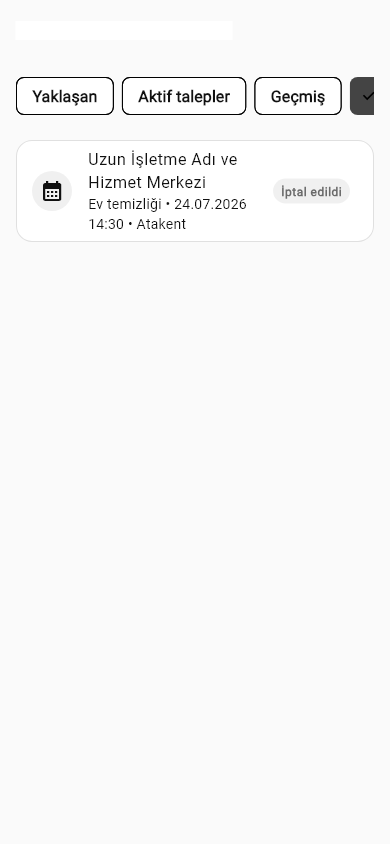 Yaklaşan
Aktif talepler
Geçmiş
Uzun İşletme Adı ve
Hizmet Merkezi
Ev temizliği • 24.07.2026
14:30 • Atakent
İptal edildi